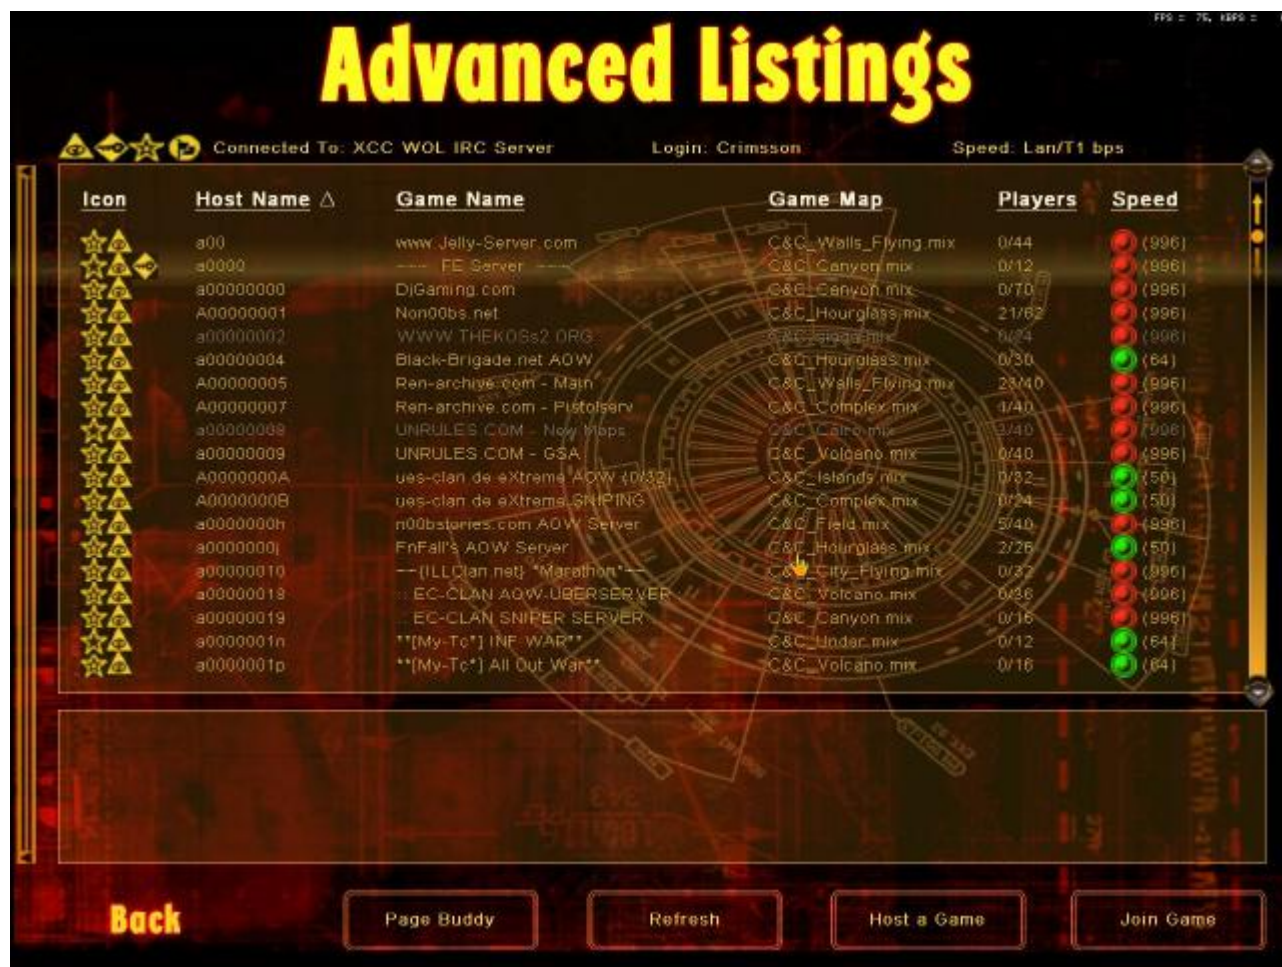 FPS = 75, KBPS =
Advanced Listings
Connected To: XCC WOL IRC Server Login: Crimsson Speed: Lan/T1 bps
Icon Host Name △ Game Name Game Map Players Speed
a00 www.Jelly-Server.com C&C_Walls_Flying.mix 0/44 (996)
a0000 ---- FE Server ---- C&C_Canyon.mix 0/12 (996)
a00000000 DjGaming.com C&C_Canyon.mix 0/70 (996)
A00000001 Non00bs.net C&C_Hourglass.mix 21/62 (996)
a00000002 WWW.THEKOSs2.ORG (996)
a00000004 Black-Brigade.net AOW C&C_Hourglass.mix 0/30 (64)
A00000005 Ren-archive.com - Main C&C_Walls_Flying.mix 23/40 (996)
A00000007 Ren-archive.com - Pistolserv C&C_Complex.mix 1/40 (996)
a00000008 UNRULES.COM - New Maps C&C_Cairo.mix (996)
a00000009 UNRULES.COM - GSA C&C_Volcano.mix 0/40 (996)
A0000000A ues-clan de eXtreme AOW (0/32) C&C_Islands.mix 0/32 (50)
A0000000B ues-clan de eXtreme SNIPING C&C_Complex.mix 0/24 (50)
a0000000h n00bstories.com AOW Server C&C_Field.mix 5/40 (996)
a0000000j FnFall's AOW Server C&C_Hourglass.mix 2/26 (50)
a00000010 ---{ILLClan.net} *Marathon*--- C&C_City_Flying.mix 0/32 (996)
a00000018 EC-CLAN AOW-UBERSERVER C&C_Volcano.mix 0/36 (996)
a00000019 EC-CLAN SNIPER SERVER C&C_Canyon.mix 0/16 (996)
a0000001n **[My-Tc*] INF WAR** C&C_Under.mix 0/12 (64)
a0000001p **[My-Tc*] All Out War** C&C_Volcano.mix 0/16 (64)
Back Page Buddy Refresh Host a Game Join Game